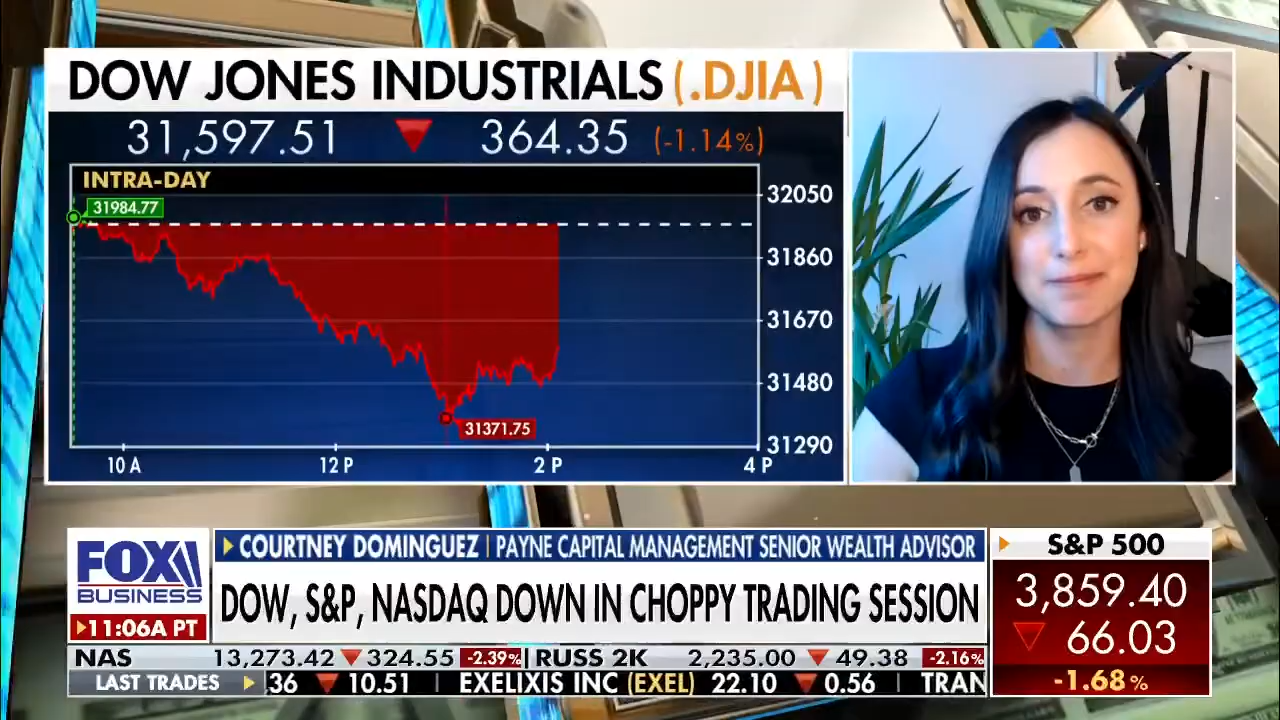 DOW JONES INDUSTRIALS (.DJIA)
31,597.51 ▼ 364.35 (-1.14%)
INTRA-DAY
31984.77
32050
31860
31670
31480
31290
31371.75
10 A 12 P 2 P 4 P
FOX BUSINESS
11:06A PT
COURTNEY DOMINGUEZ | PAYNE CAPITAL MANAGEMENT SENIOR WEALTH ADVISOR
DOW, S&P, NASDAQ DOWN IN CHOPPY TRADING SESSION
S&P 500
3,859.40
▼ 66.03
-1.68%
NAS 13,273.42 ▼ 324.55 -2.39% | RUSS 2K 2,235.00 ▼ 49.38 -2.16%
LAST TRADES .36 ▼ 10.51 | EXELIXIS INC (EXEL) 22.10 ▼ 0.56 | TRAN